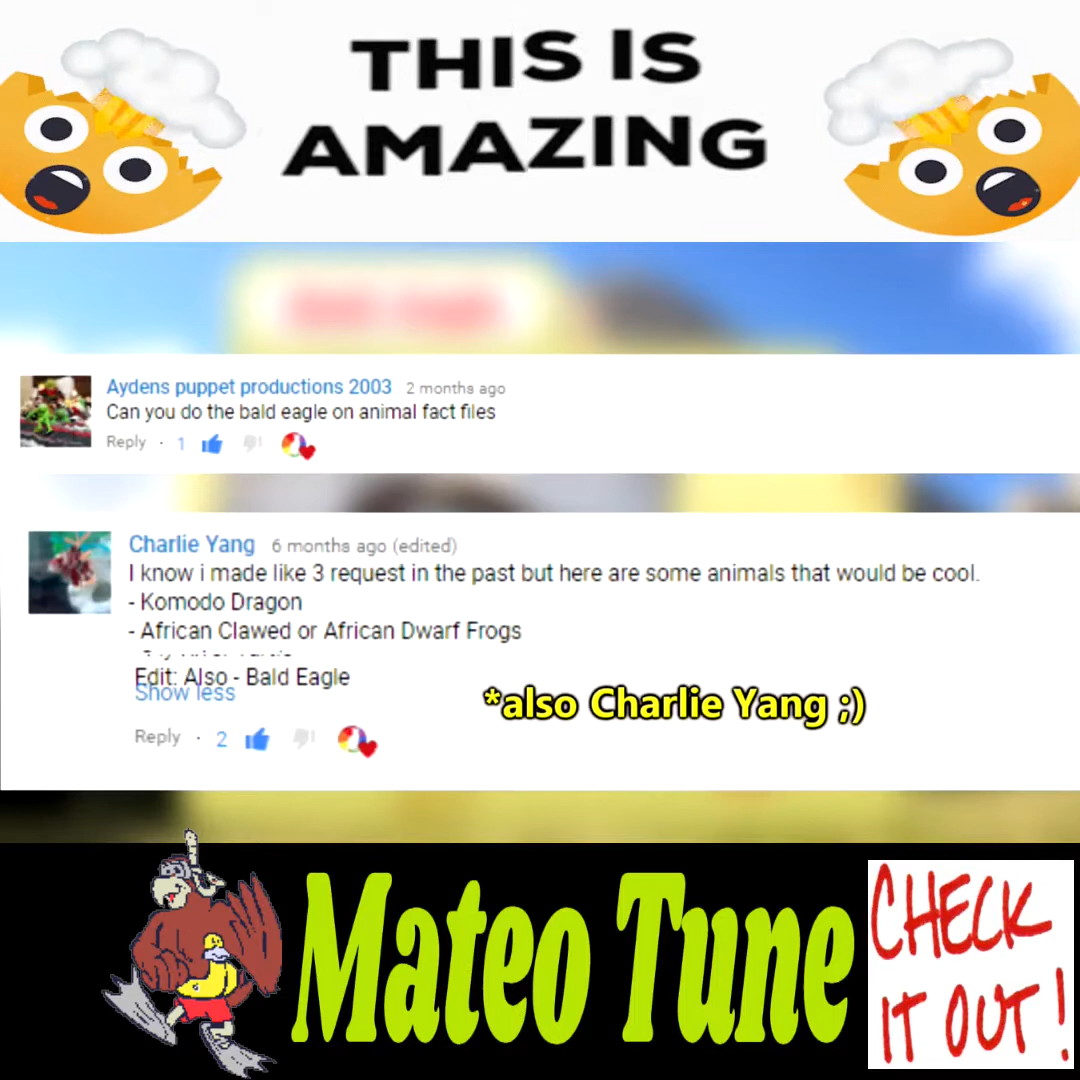 THIS IS
AMAZING
Aydens puppet productions 2003 2 months ago
Can you do the bald eagle on animal fact files
Reply · 1
Charlie Yang 6 months ago (edited)
I know i made like 3 request in the past but here are some animals that would be cool.
- Komodo Dragon
- African Clawed or African Dwarf Frogs
Edit: Also - Bald Eagle
Show less
*also Charlie Yang ;)
Reply · 2
Mateo Tune
CHECK
IT OUT!